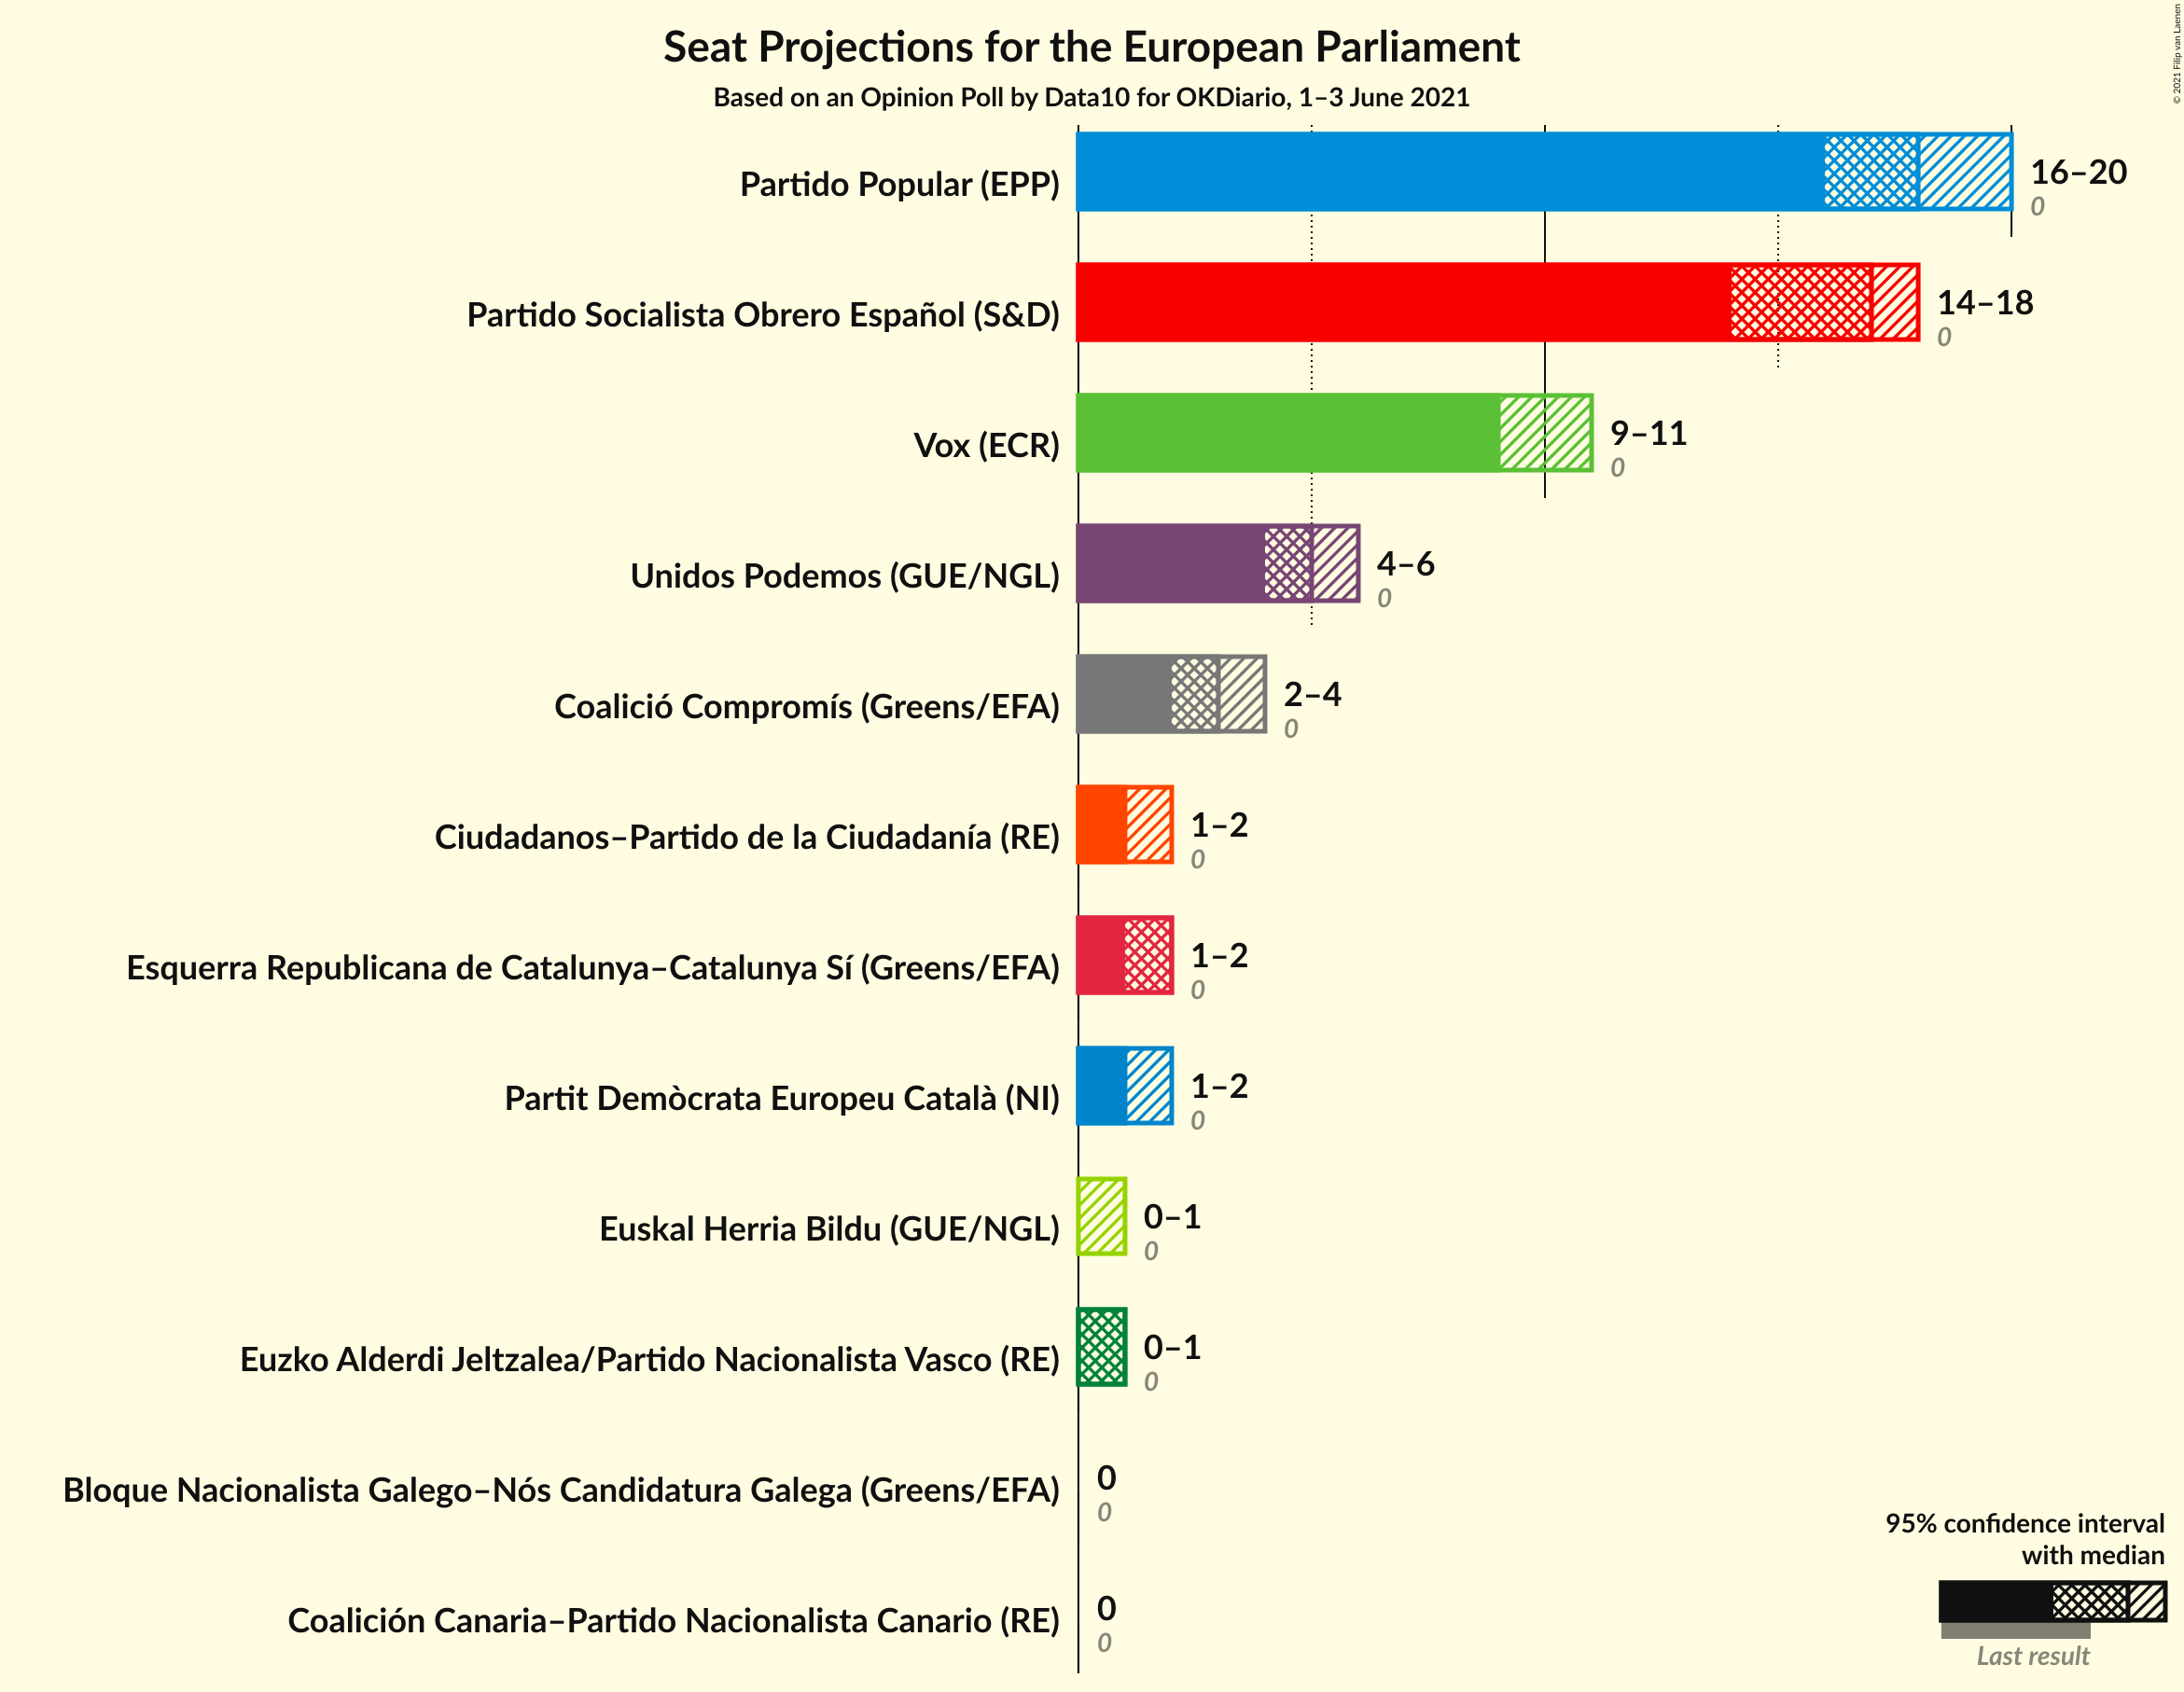 Seat Projections for the European Parliament
Based on an Opinion Poll by Data10 for OKDiario, 1–3 June 2021
© 2021 Filip van Laenen
Partido Popular (EPP)
16–20
0
Partido Socialista Obrero Español (S&D)
14–18
0
Vox (ECR)
9–11
0
Unidos Podemos (GUE/NGL)
4–6
0
Coalició Compromís (Greens/EFA)
2–4
0
Ciudadanos–Partido de la Ciudadanía (RE)
1–2
0
Esquerra Republicana de Catalunya–Catalunya Sí (Greens/EFA)
1–2
0
Partit Demòcrata Europeu Català (NI)
1–2
0
Euskal Herria Bildu (GUE/NGL)
0–1
0
Euzko Alderdi Jeltzalea/Partido Nacionalista Vasco (RE)
0–1
0
Bloque Nacionalista Galego–Nós Candidatura Galega (Greens/EFA)
0
0
Coalición Canaria–Partido Nacionalista Canario (RE)
0
0
95% confidence interval
with median
Last result